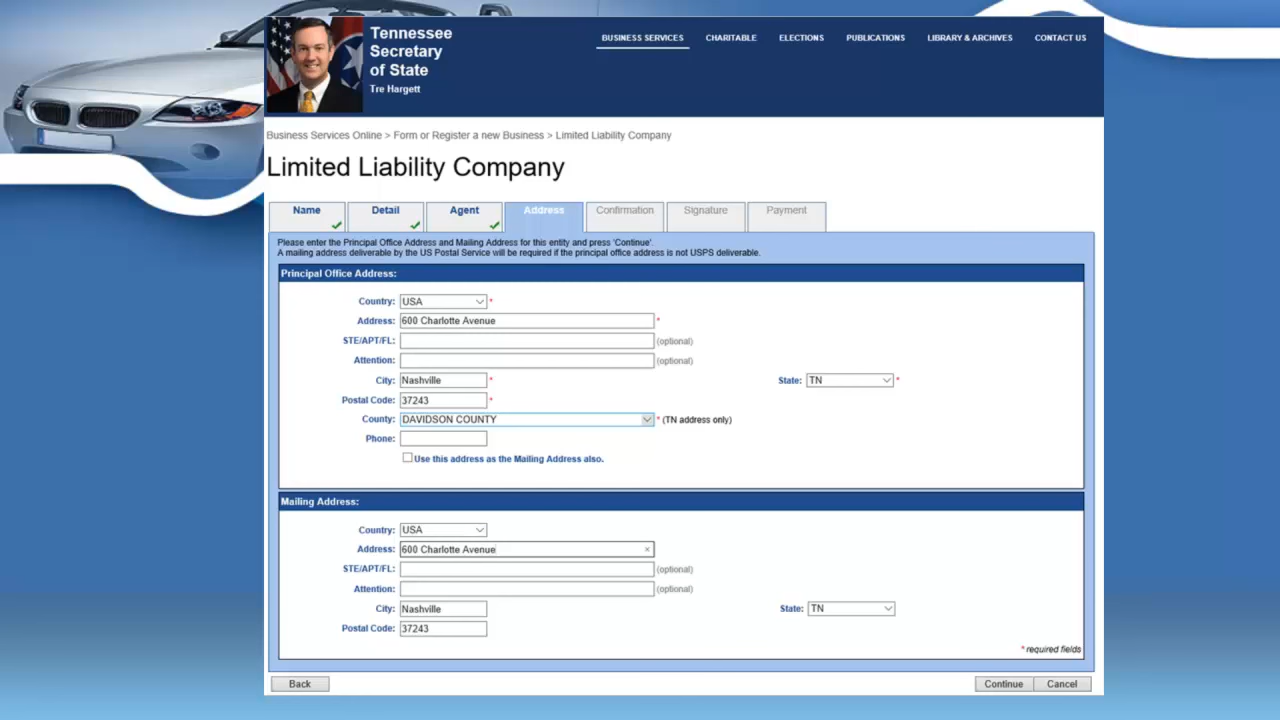 Tennessee
Secretary
of State
Tre Hargett
BUSINESS SERVICES CHARITABLE ELECTIONS PUBLICATIONS LIBRARY & ARCHIVES CONTACT US
Business Services Online > Form or Register a new Business > Limited Liability Company
Limited Liability Company
Name Detail Agent Address Confirmation Signature Payment
Please enter the Principal Office Address and Mailing Address for this entity and press 'Continue'.
A mailing address deliverable by the US Postal Service will be required if the principal office address is not USPS deliverable.
Principal Office Address:
Country: USA *
Address: 600 Charlotte Avenue *
STE/APT/FL: (optional)
Attention: (optional)
City: Nashville * State: TN *
Postal Code: 37243 *
County: DAVIDSON COUNTY * (TN address only)
Phone:
Use this address as the Mailing Address also.
Mailing Address:
Country: USA
Address: 600 Charlotte Avenue ×
STE/APT/FL: (optional)
Attention: (optional)
City: Nashville State: TN
Postal Code: 37243
* required fields
Back Continue Cancel